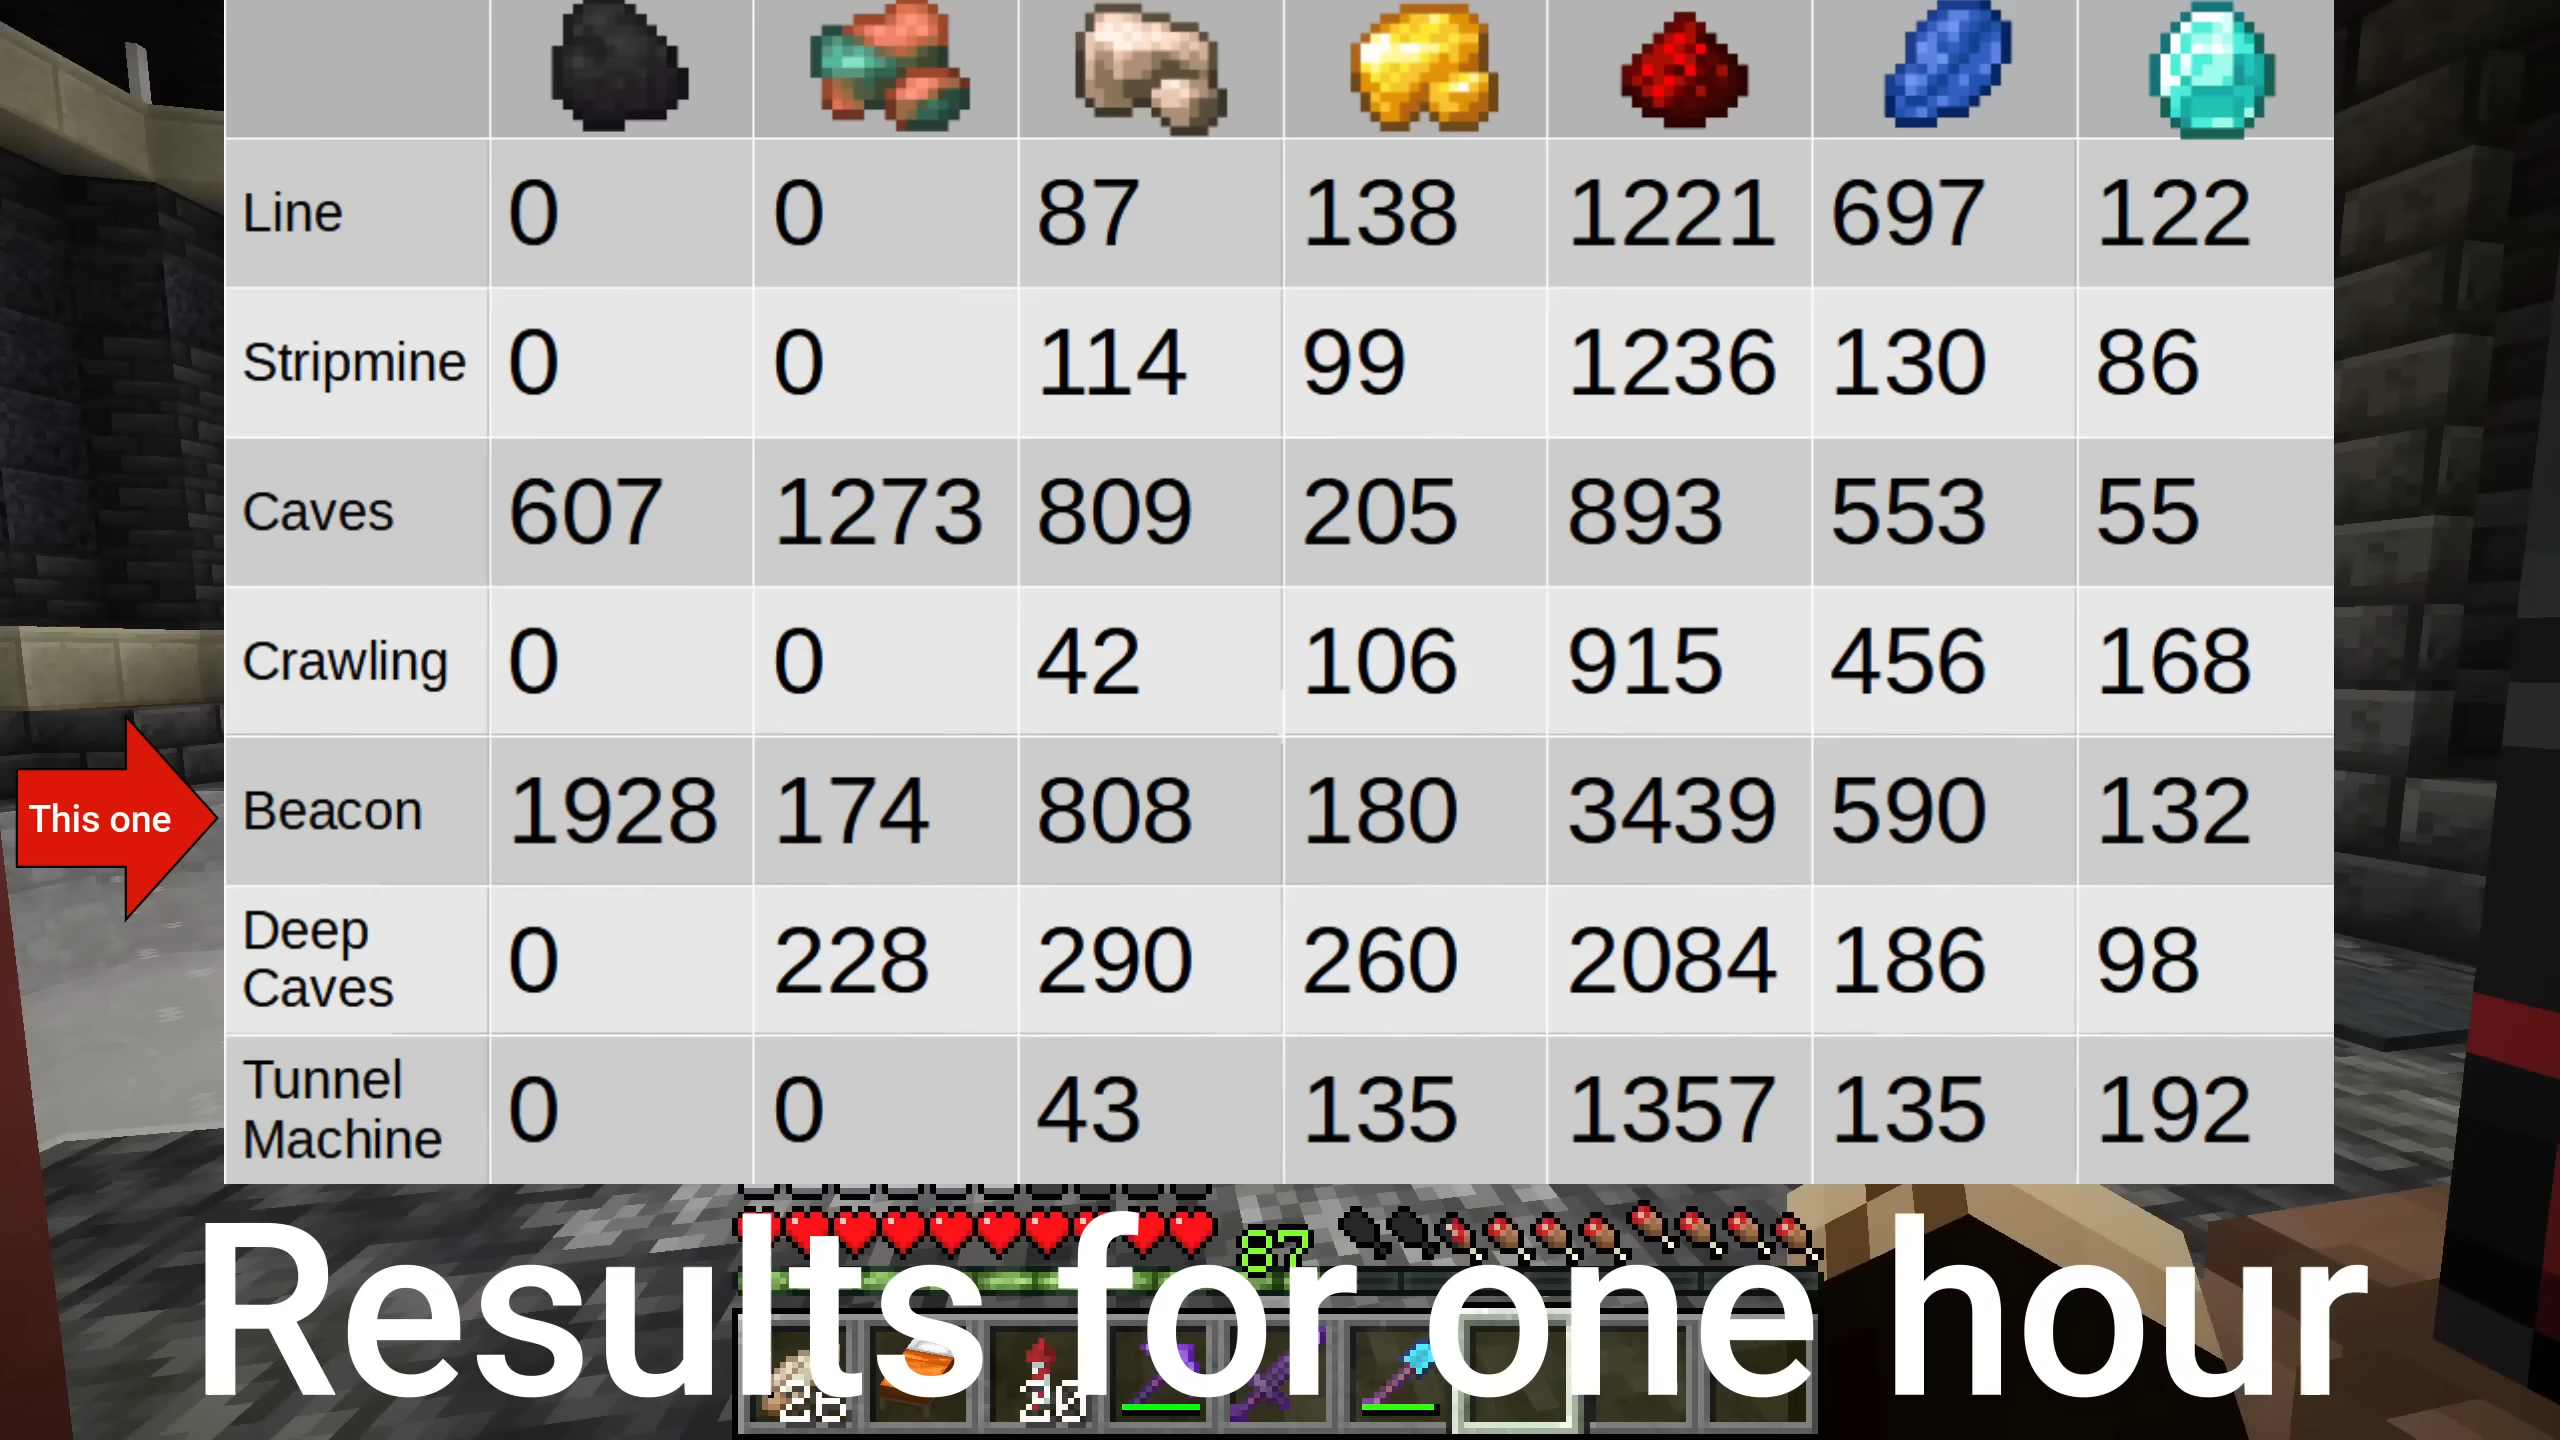 Line 0 0 87 138 1221 697 122
Stripmine 0 0 114 99 1236 130 86
Caves 607 1273 809 205 893 553 55
Crawling 0 0 42 106 915 456 168
This one Beacon 1928 174 808 180 3439 590 132
Deep
Caves 0 228 290 260 2084 186 98
Tunnel
Machine 0 0 43 135 1357 135 192
87
Results for one hour
26 20